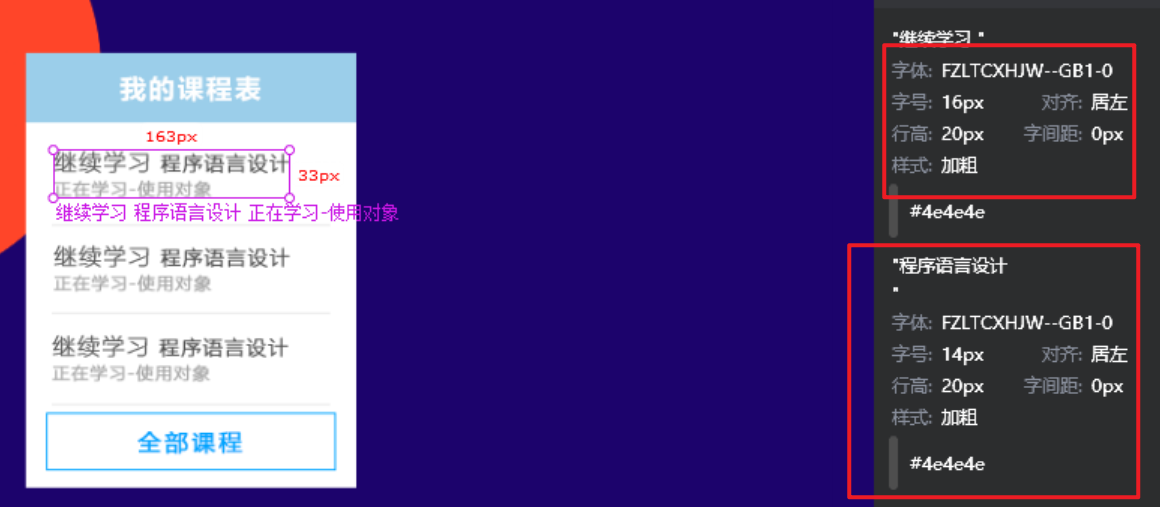 我的课程表
163px
继续学习 程序语言设计
33px
正在学习-使用对象
继续学习 程序语言设计 正在学习-使用对象
继续学习 程序语言设计
正在学习-使用对象
继续学习 程序语言设计
正在学习-使用对象
全部课程
"继续学习 "
字体: FZLTCXHJW--GB1-0
字号: 16px 对齐: 居左
行高: 20px 字间距: 0px
样式: 加粗
#4e4e4e
"程序语言设计
"
字体: FZLTCXHJW--GB1-0
字号: 14px 对齐: 居左
行高: 20px 字间距: 0px
样式: 加粗
#4e4e4e